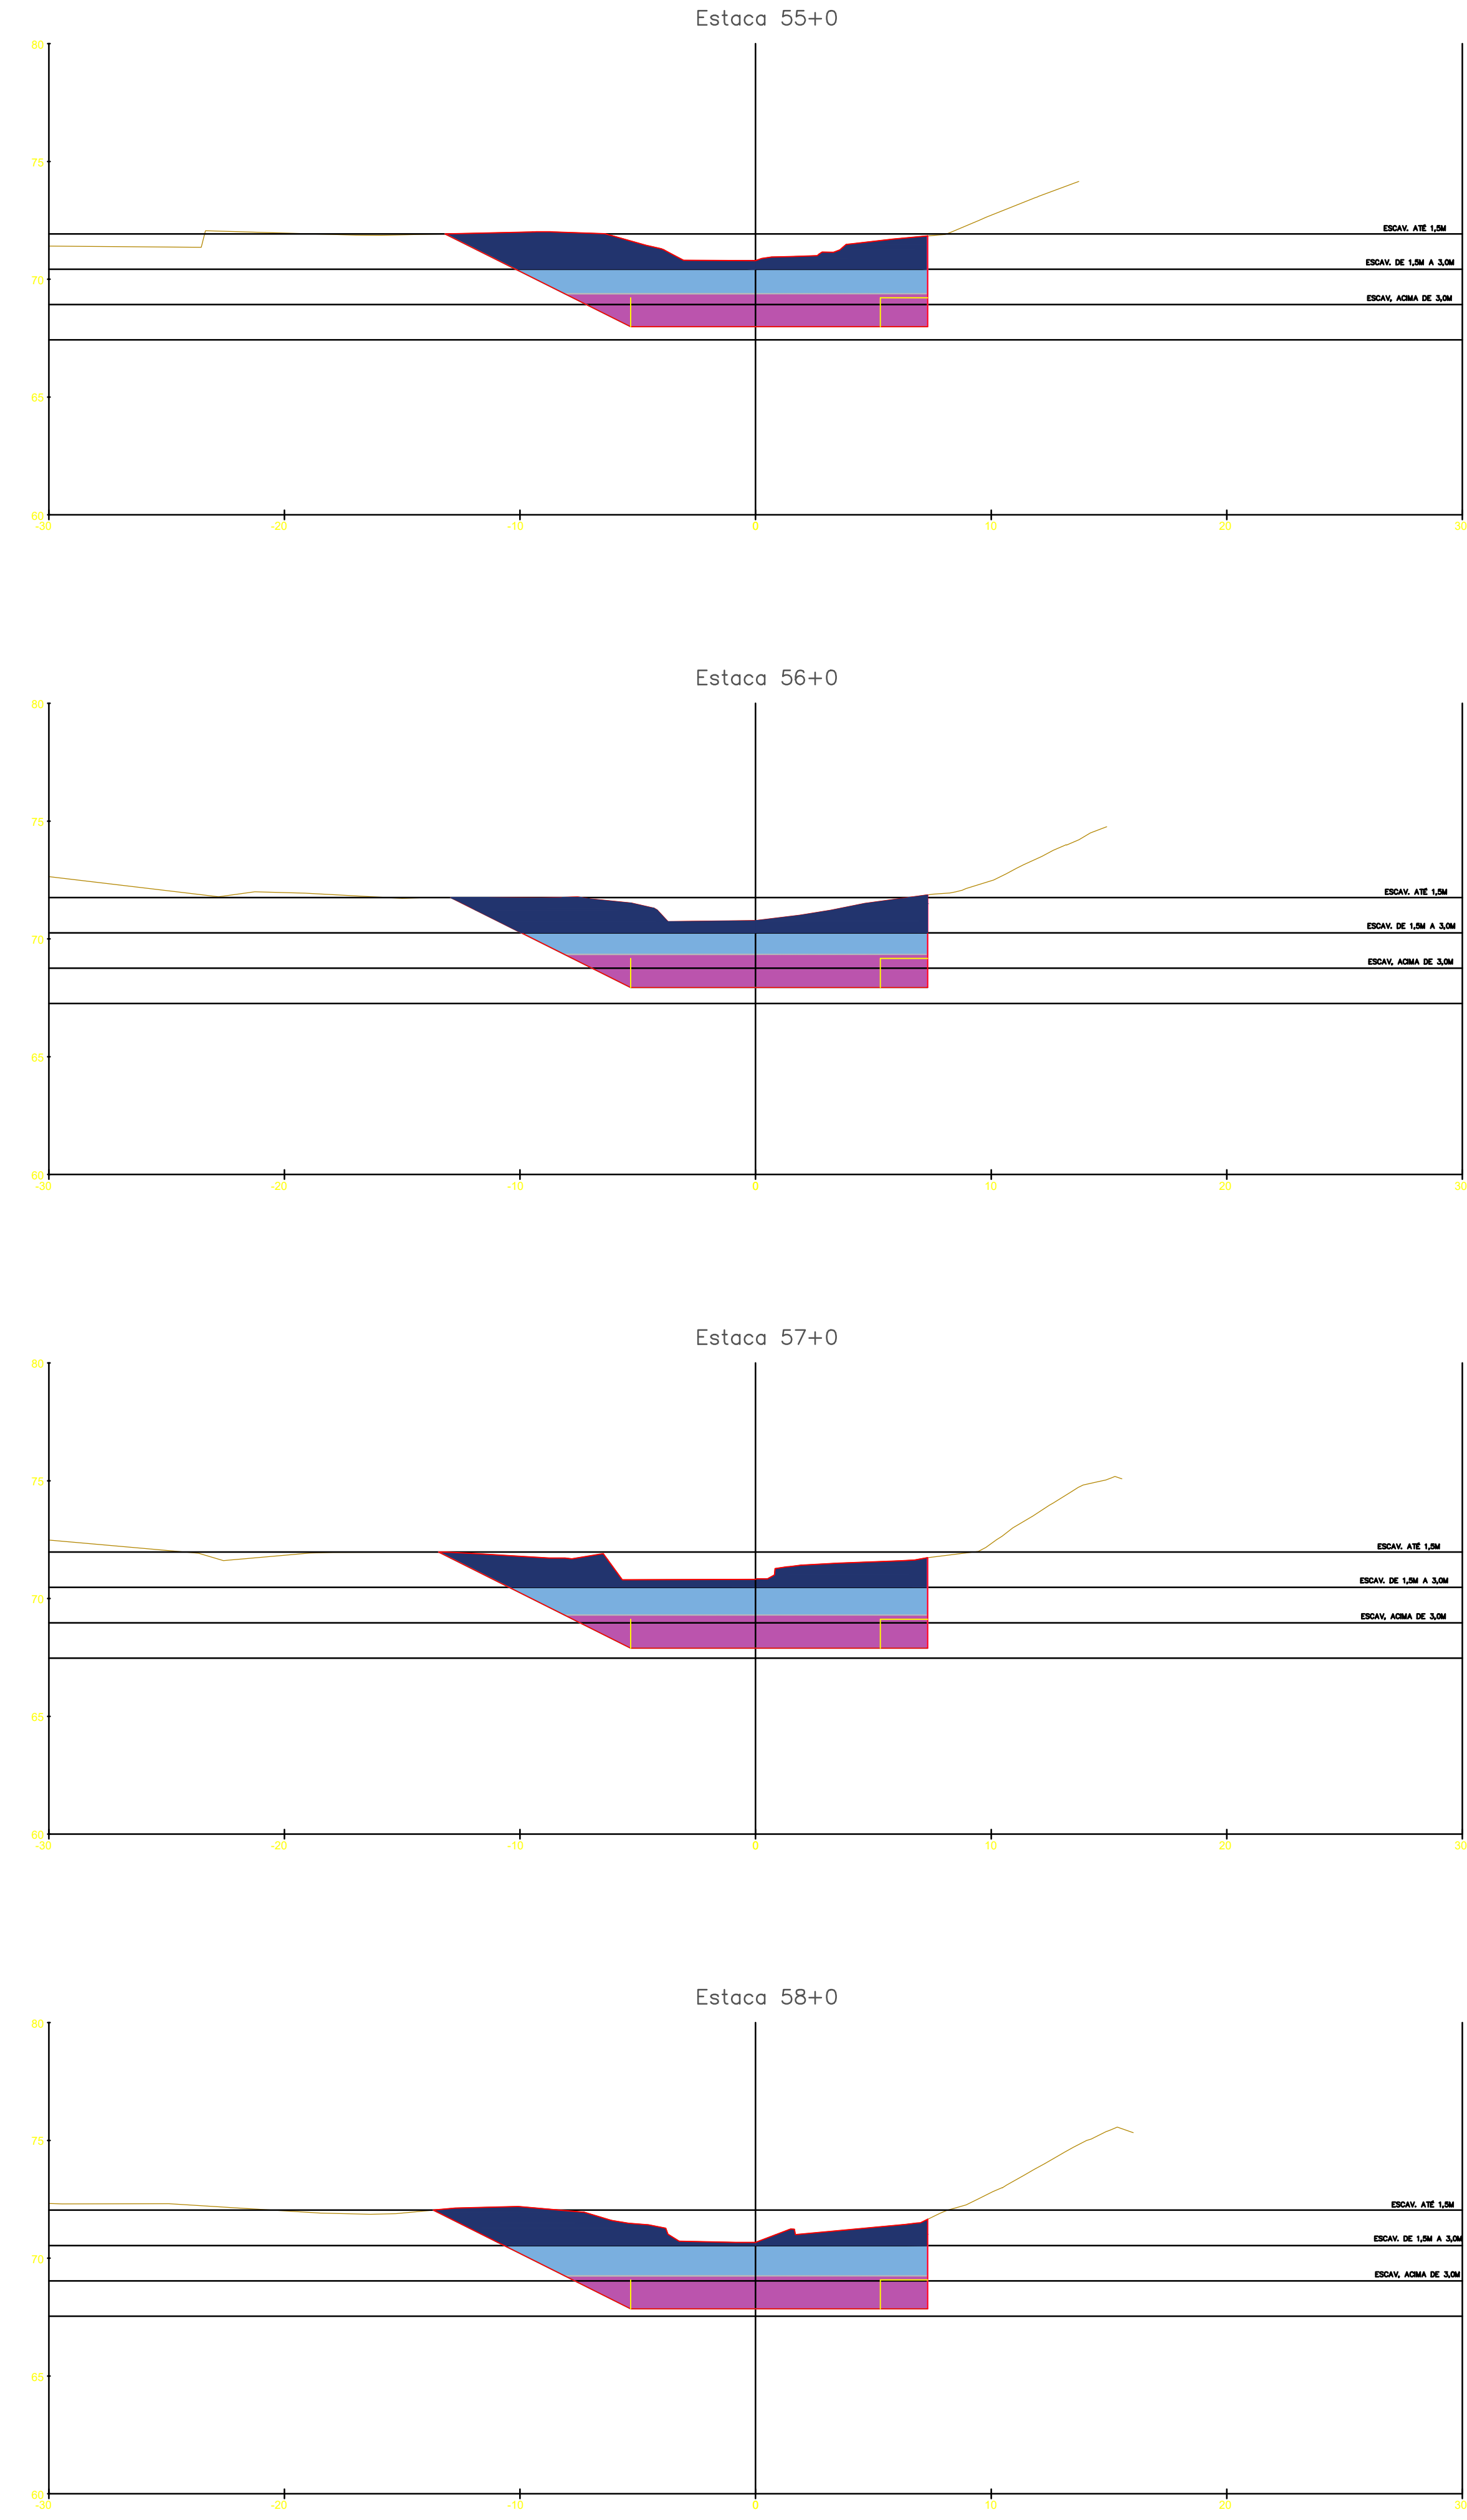 Estaca 55+0
80
75
ESCAV. ATÉ 1,5M
ESCAV. DE 1,5M A 3,0M
70
ESCAV, ACIMA DE 3,0M
65
60
-30 -20 -10 0 10 20 30
Estaca 56+0
80
75
ESCAV. ATÉ 1,5M
ESCAV. DE 1,5M A 3,0M
70
ESCAV, ACIMA DE 3,0M
65
60
-30 -20 -10 0 10 20 30
Estaca 57+0
80
75
ESCAV. ATÉ 1,5M
ESCAV. DE 1,5M A 3,0M
70
ESCAV, ACIMA DE 3,0M
65
60
-30 -20 -10 0 10 20 30
Estaca 58+0
80
75
ESCAV. ATÉ 1,5M
ESCAV. DE 1,5M A 3,0M
70
ESCAV, ACIMA DE 3,0M
65
60
-30 -20 -10 0 10 20 30